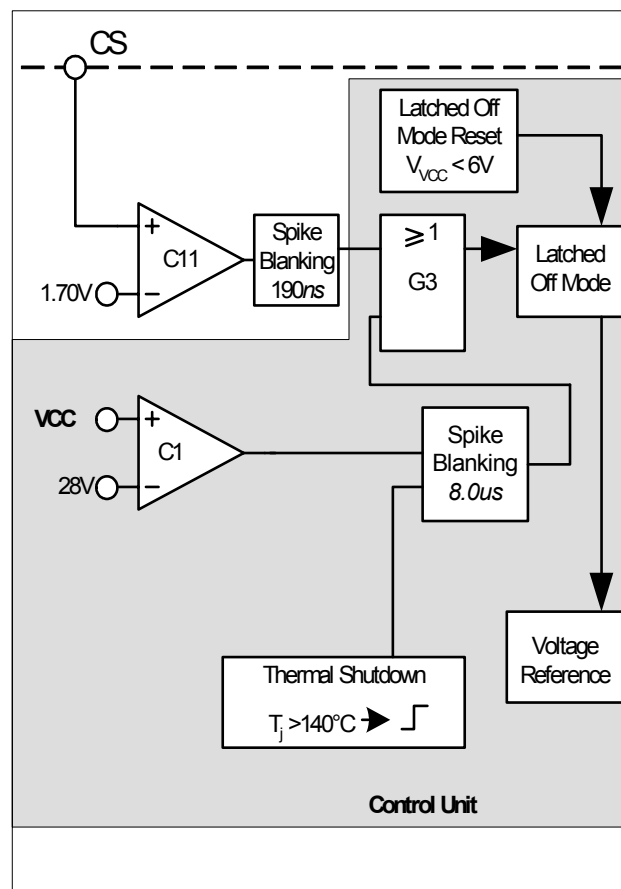 CS
Latched Off
Mode Reset
V_VCC < 6V
+
C11
−
1.70V
Spike
Blanking
190ns
≥ 1
G3
Latched
Off Mode
VCC
+
C1
−
28V
Spike
Blanking
8.0us
Voltage
Reference
Thermal Shutdown
T_j >140°C
Control Unit